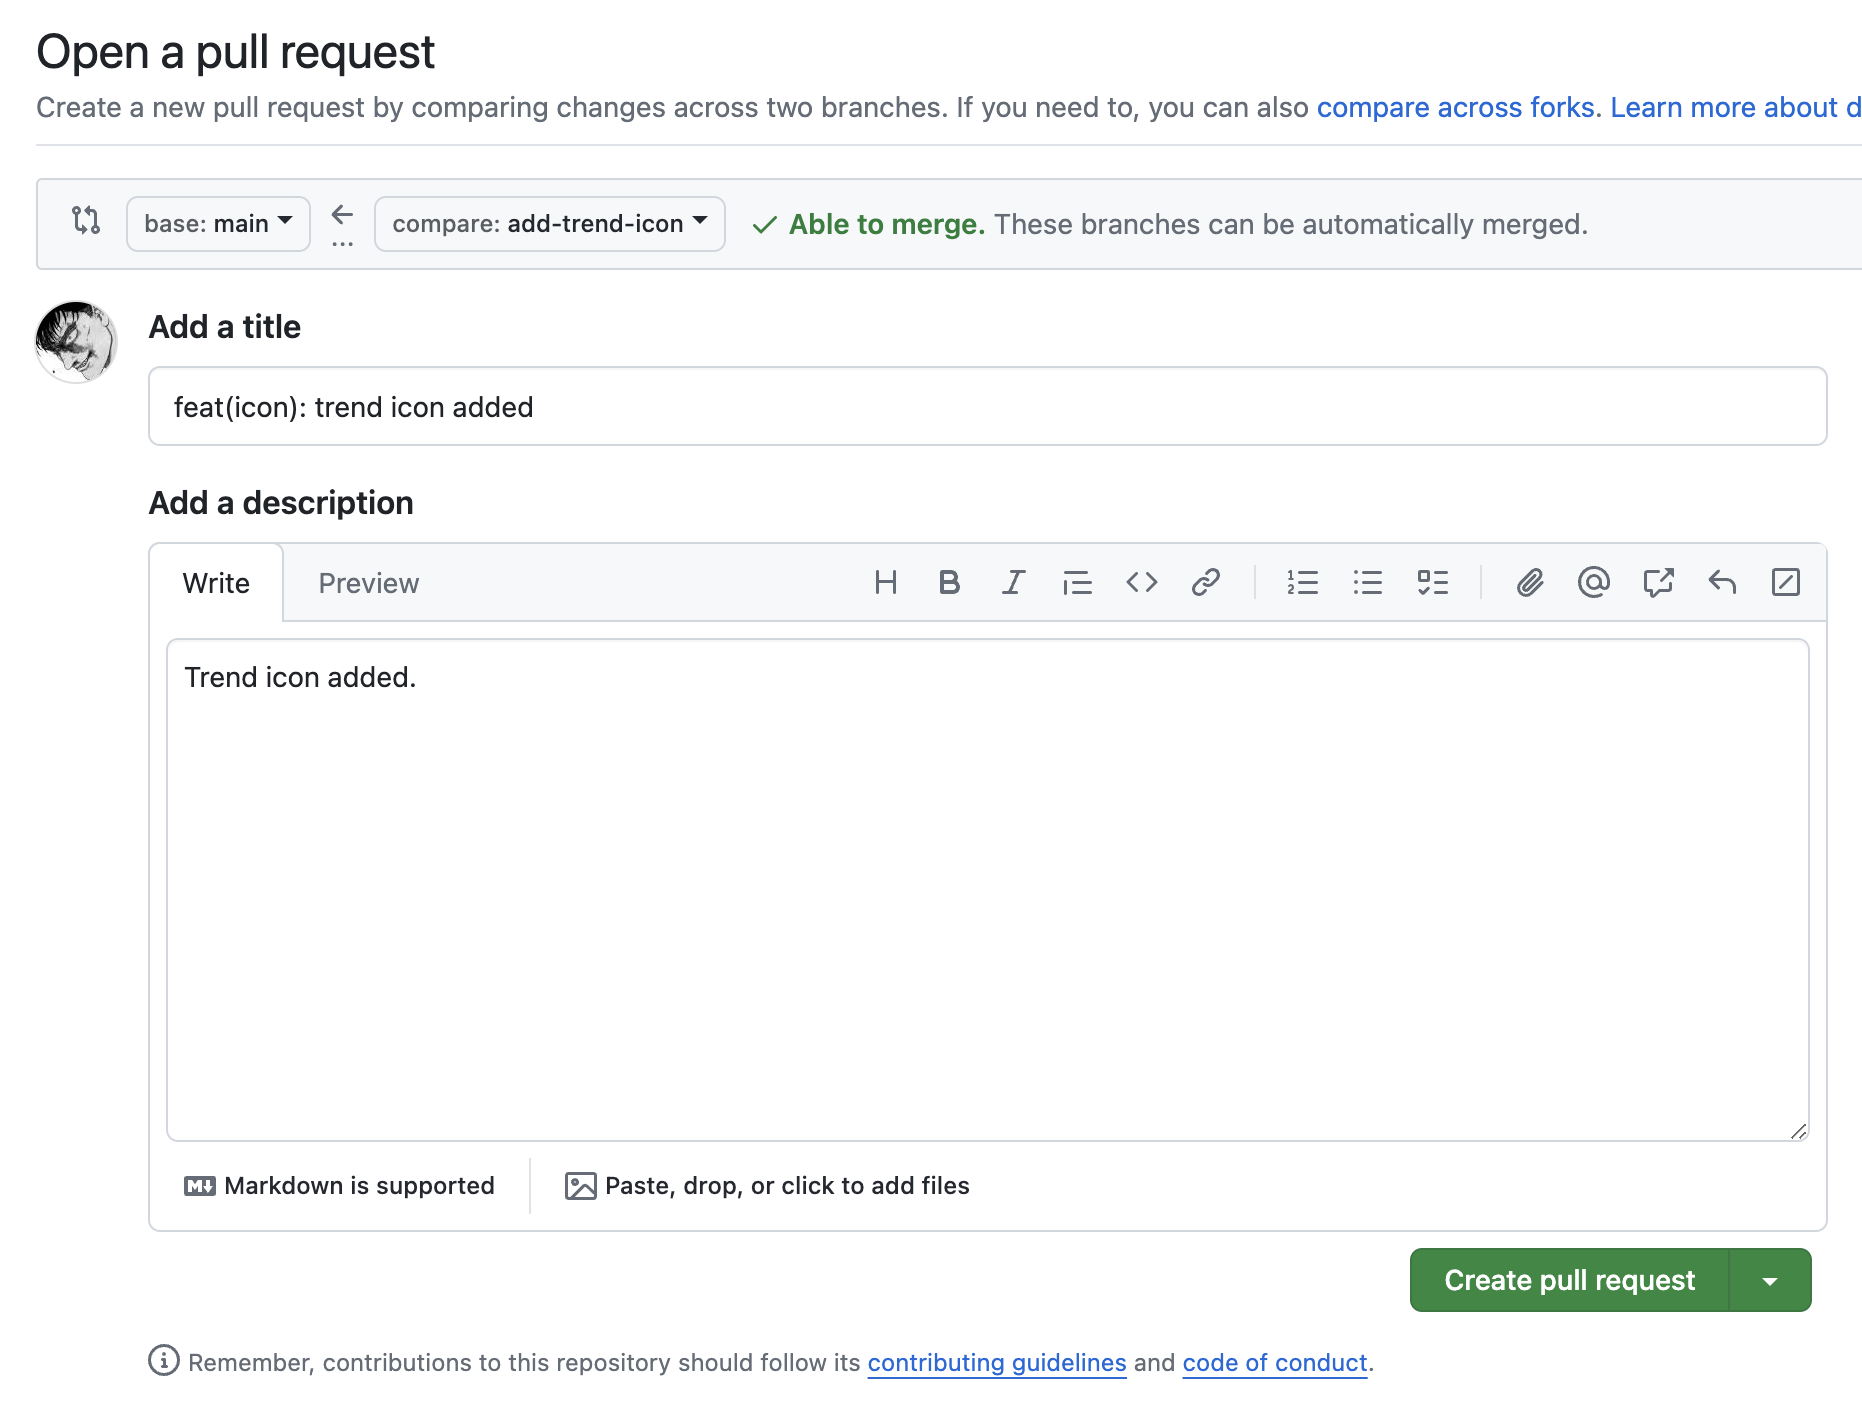 Open a pull request
Create a new pull request by comparing changes across two branches. If you need to, you can also compare across forks. Learn more about d
base: main ← compare: add-trend-icon ✓ Able to merge. These branches can be automatically merged.
...
Add a title
feat(icon): trend icon added
Add a description
Write Preview
Trend icon added.
Markdown is supported Paste, drop, or click to add files
Create pull request
Remember, contributions to this repository should follow its contributing guidelines and code of conduct.